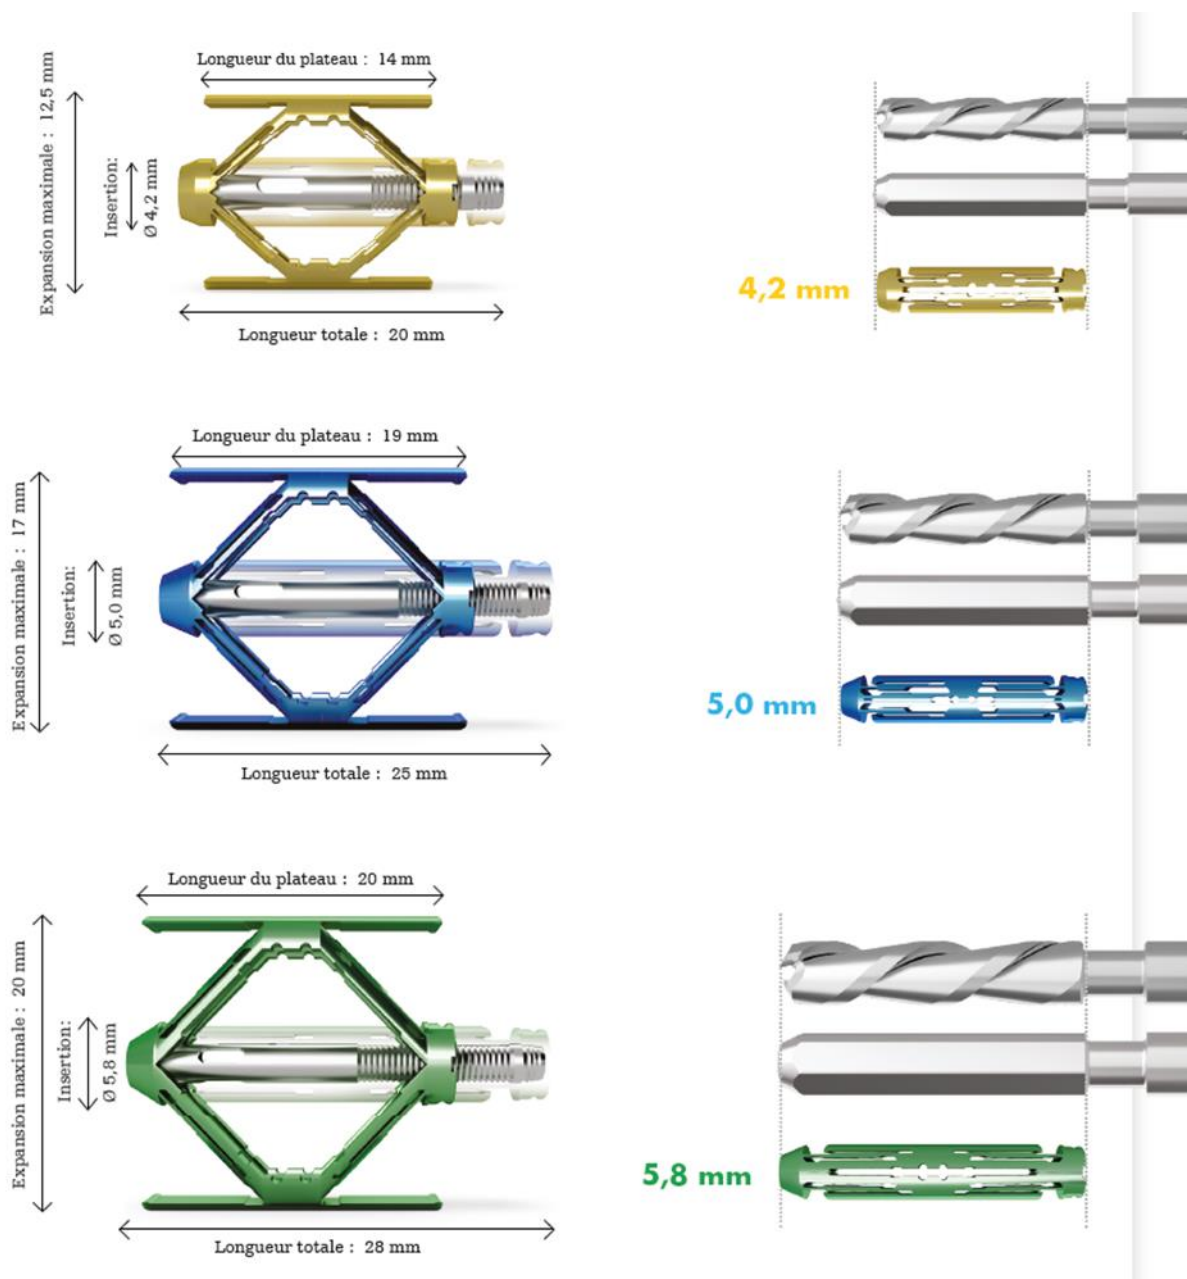 Longueur du plateau : 14 mm
Expansion maximale : 12,5 mm
Insertion:
Ø 4,2 mm
Longueur totale : 20 mm
4,2 mm
Longueur du plateau : 19 mm
Expansion maximale : 17 mm
Insertion:
Ø 5,0 mm
Longueur totale : 25 mm
5,0 mm
Longueur du plateau : 20 mm
Expansion maximale : 20 mm
Insertion:
Ø 5,8 mm
Longueur totale : 28 mm
5,8 mm